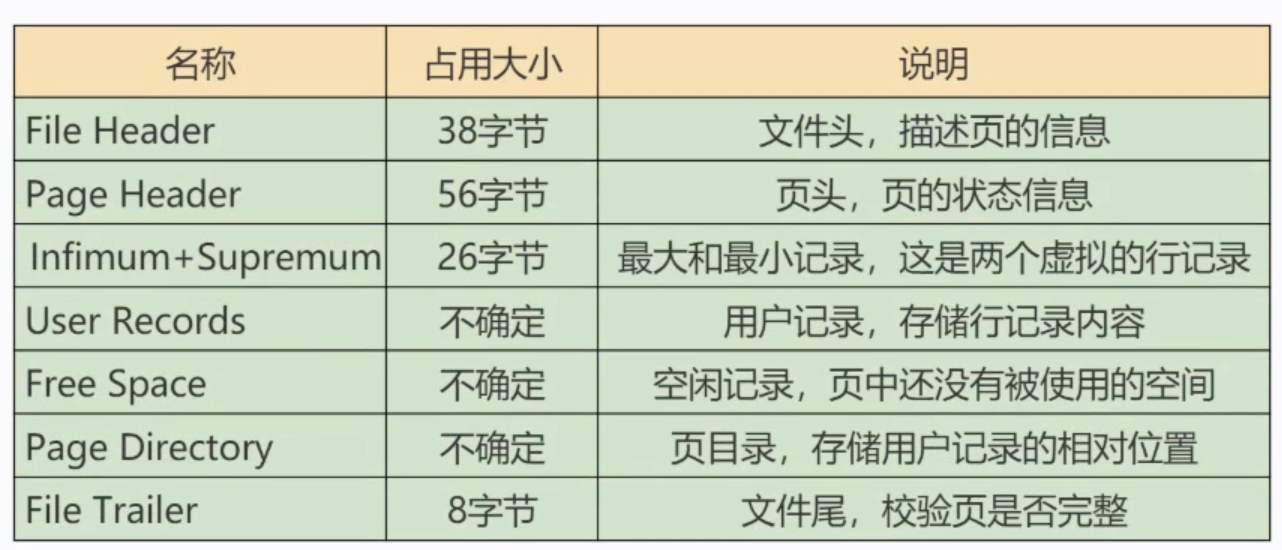 名称 占用大小 说明
File Header 38字节 文件头，描述页的信息
Page Header 56字节 页头，页的状态信息
Infimum+Supremum 26字节 最大和最小记录，这是两个虚拟的行记录
User Records 不确定 用户记录，存储行记录内容
Free Space 不确定 空闲记录，页中还没有被使用的空间
Page Directory 不确定 页目录，存储用户记录的相对位置
File Trailer 8字节 文件尾，校验页是否完整